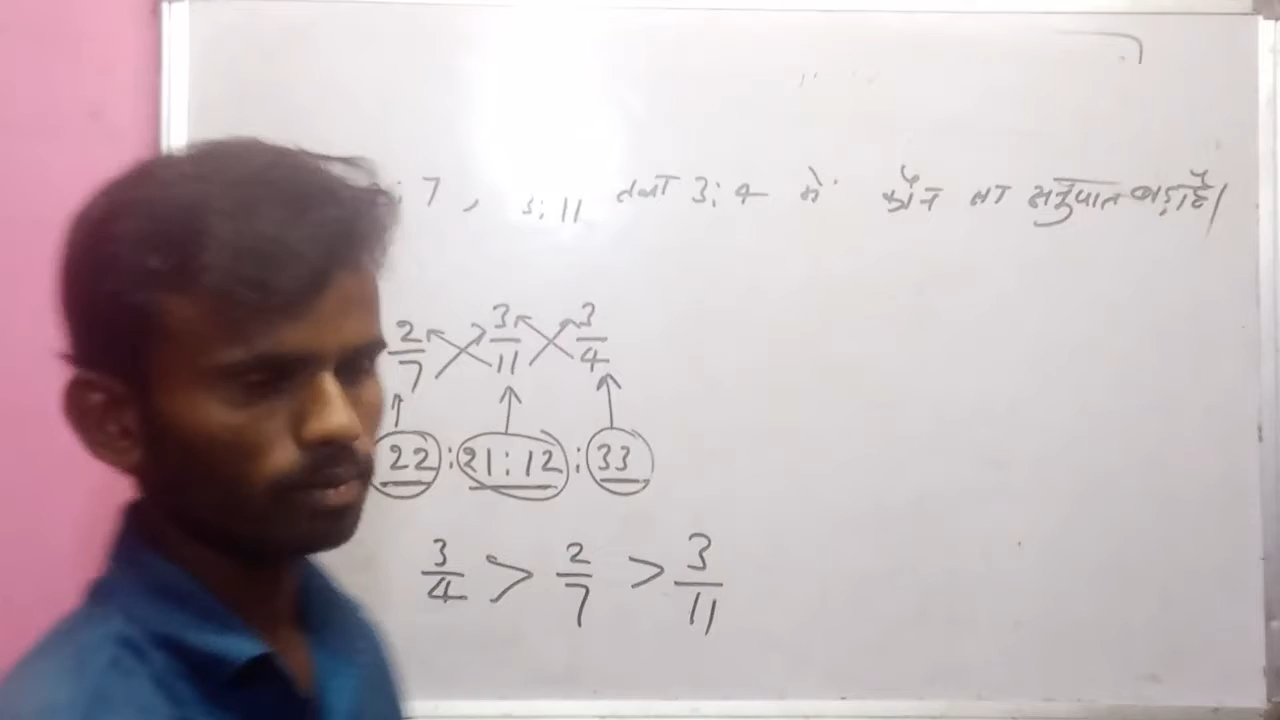 : 7 , 3 : 11 तथा 3 : 4 में कौन सा अनुपात बड़ा है।
2/7 3/11 3/4
22 : 21 : 12 : 33
3/4 > 2/7 > 3/11